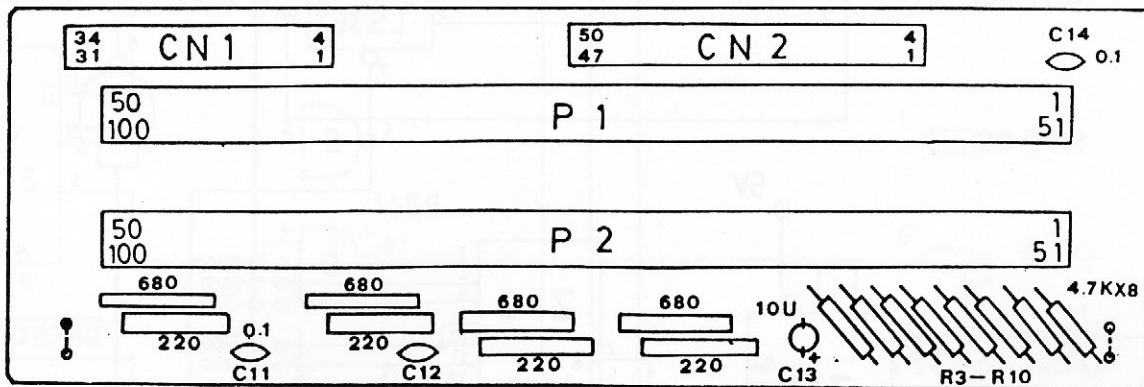 34 CN1 4
31 1
50 CN2 4
47 1
C14
0.1
50 P1 1
100 51
50 P2 1
100 51
680 680 680 680
10U
4.7KX8
220 0.1 220 220 220
C11 C12 C13 + R3-R10